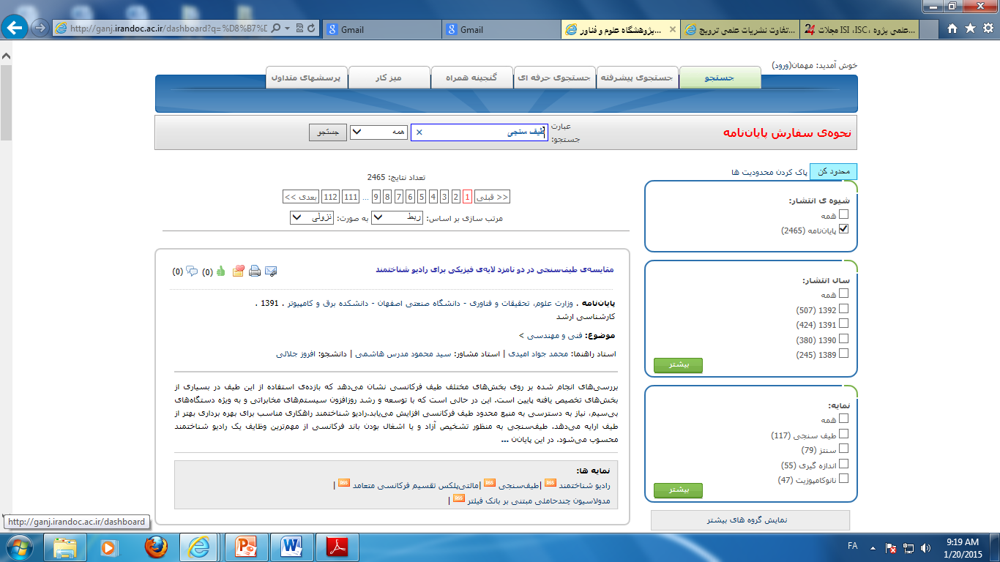 http://ganj.irandoc.ac.ir/dashboard?q=%D8%B7%D
Gmail
Gmail
پژوهشگاه علوم و فناور...
تفاوت نشریات علمی ترویج...
مجلات ISI ،ISC، علمی پژوه...
خوش آمدید: مهمان(ورود)
جستجو
جستجوی پیشرفته
جستجوی حرفه ای
گنجینه همراه
میز کار
پرسشهای متداول
نحوه‌ی سفارش پایان‌نامه
عبارت جستجو:
طیف سنجی
همه
جستجو
محدود کن
پاک کردن محدودیت ها
شیوه ی انتشار:
همه
پایان‌نامه (2465)
سال انتشار:
همه
1392 (507)
1391 (424)
1390 (380)
1389 (245)
بیشتر
نمایه:
همه
طیف سنجی (117)
سنتز (79)
اندازه گیری (55)
نانوکامپوزیت (47)
بیشتر
نمایش گروه های بیشتر
تعداد نتایج: 2465
<< قبلی 1 2 3 4 5 6 7 8 9 ... 111 112 بعدی >>
مرتب سازی بر اساس: ربط به صورت: نزولی
مقایسه‌ی طیف‌سنجی در دو نامزد لایه‌ی فیزیکی برای رادیو شناختمند
(0) (0)
پایان‌نامه . وزارت علوم، تحقیقات و فناوری - دانشگاه صنعتی اصفهان - دانشکده برق و کامپیوتر . 1391 .
کارشناسی ارشد
موضوع: فنی و مهندسی >
استاد راهنما: محمد جواد امیدی | استاد مشاور: سید محمود مدرس هاشمی | دانشجو: افروز جلالی
بررسی‌های انجام شده بر روی بخش‌های مختلف طیف فرکانسی نشان می‌دهد که بازده‌ی استفاده از این طیف در بسیاری از
بخش‌های تخصیص یافته پایین است. این در حالی است که با توسعه و رشد روزافزون سیستم‌های مخابراتی و به ویژه دستگاه‌های
بی‌سیم، نیاز به دسترسی به منبع محدود طیف فرکانسی افزایش می‌یابد.رادیو شناختمند راهکاری مناسب برای بهره برداری بهتر از
طیف ارایه می‌دهد. طیف‌سنجی به منظور تشخیص آزاد و یا اشغال بودن باند فرکانسی از مهم‌ترین وظایف یک رادیو شناختمند
محسوب می‌شود. در این پایان‌ن ...
نمایه ها:
رادیو شناختمند RSS |طیف‌سنجی RSS |مالتی‌پلکس تقسیم فرکانسی متعامد RSS |
مدولاسیون چندحاملی مبتنی بر بانک فیلتر RSS |
http://ganj.irandoc.ac.ir/dashboard
FA
9:19 AM
1/20/2015